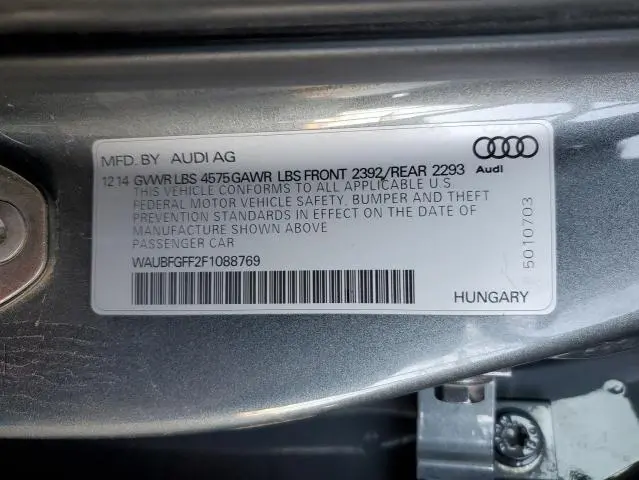 MFD. BY AUDI AG
Audi
12 14 GVWR LBS 4575 GAWR LBS FRONT 2392/REAR 2293
THIS VEHICLE CONFORMS TO ALL APPLICABLE U.S.
FEDERAL MOTOR VEHICLE SAFETY, BUMPER AND THEFT
PREVENTION STANDARDS IN EFFECT ON THE DATE OF
MANUFACTURE SHOWN ABOVE
PASSENGER CAR
WAUBFGFF2F1088769
HUNGARY
5010703